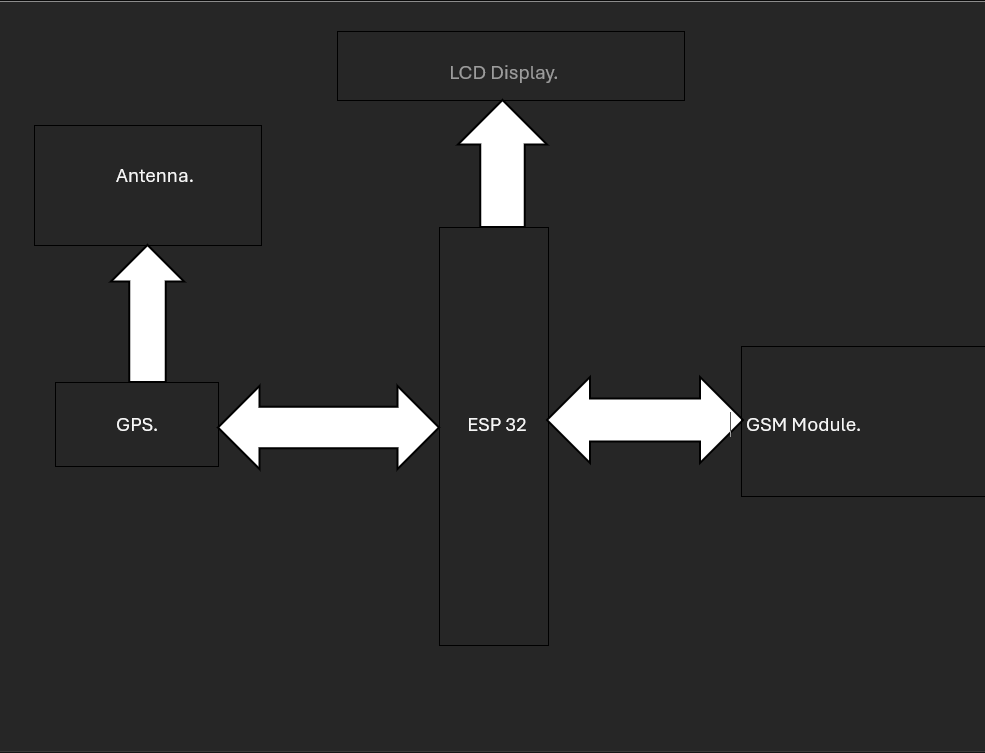 LCD Display.
Antenna.
GPS.
ESP 32
GSM Module.